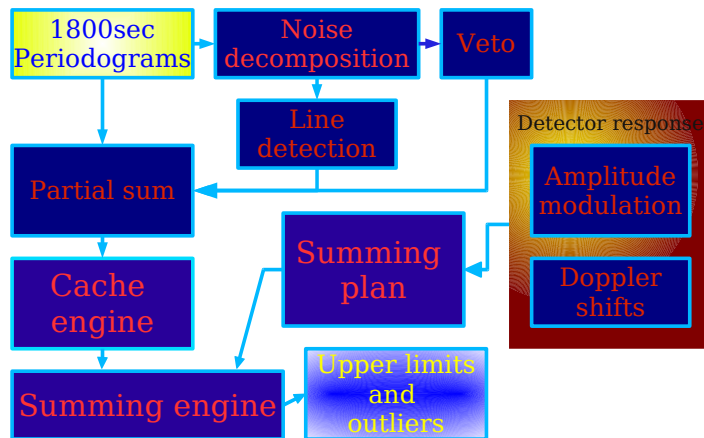 1800sec
Periodograms
Noise
decomposition
Veto
Line
detection
Detector response
Partial sum
Amplitude
modulation
Summing
plan
Doppler
shifts
Cache
engine
Summing engine
Upper limits
and
outliers